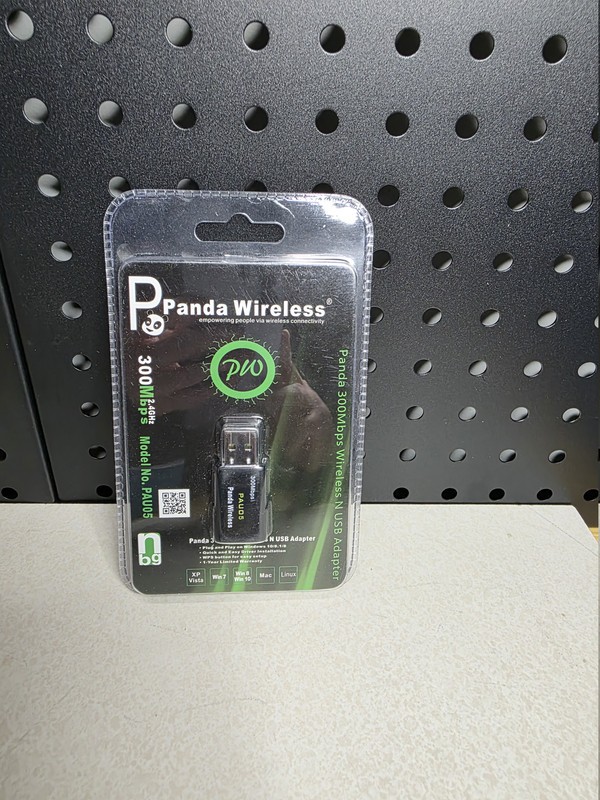 P
Panda Wireless®
empowering people via wireless connectivity
PW
300Mbps
2.4GHz
Model No. PAU05
Panda 300Mbps Wireless N USB Adapter
300Mbps
PAU05
Panda Wireless
n
bg
Panda 3 N USB Adapter
• Plug and Play on Windows 10/8.1/8
• Quick and Easy Driver Installation
• WPS button for easy setup
• 1-Year Limited Warranty
XP Vista
Win 7
Win 8 Win 10
Mac
Linux